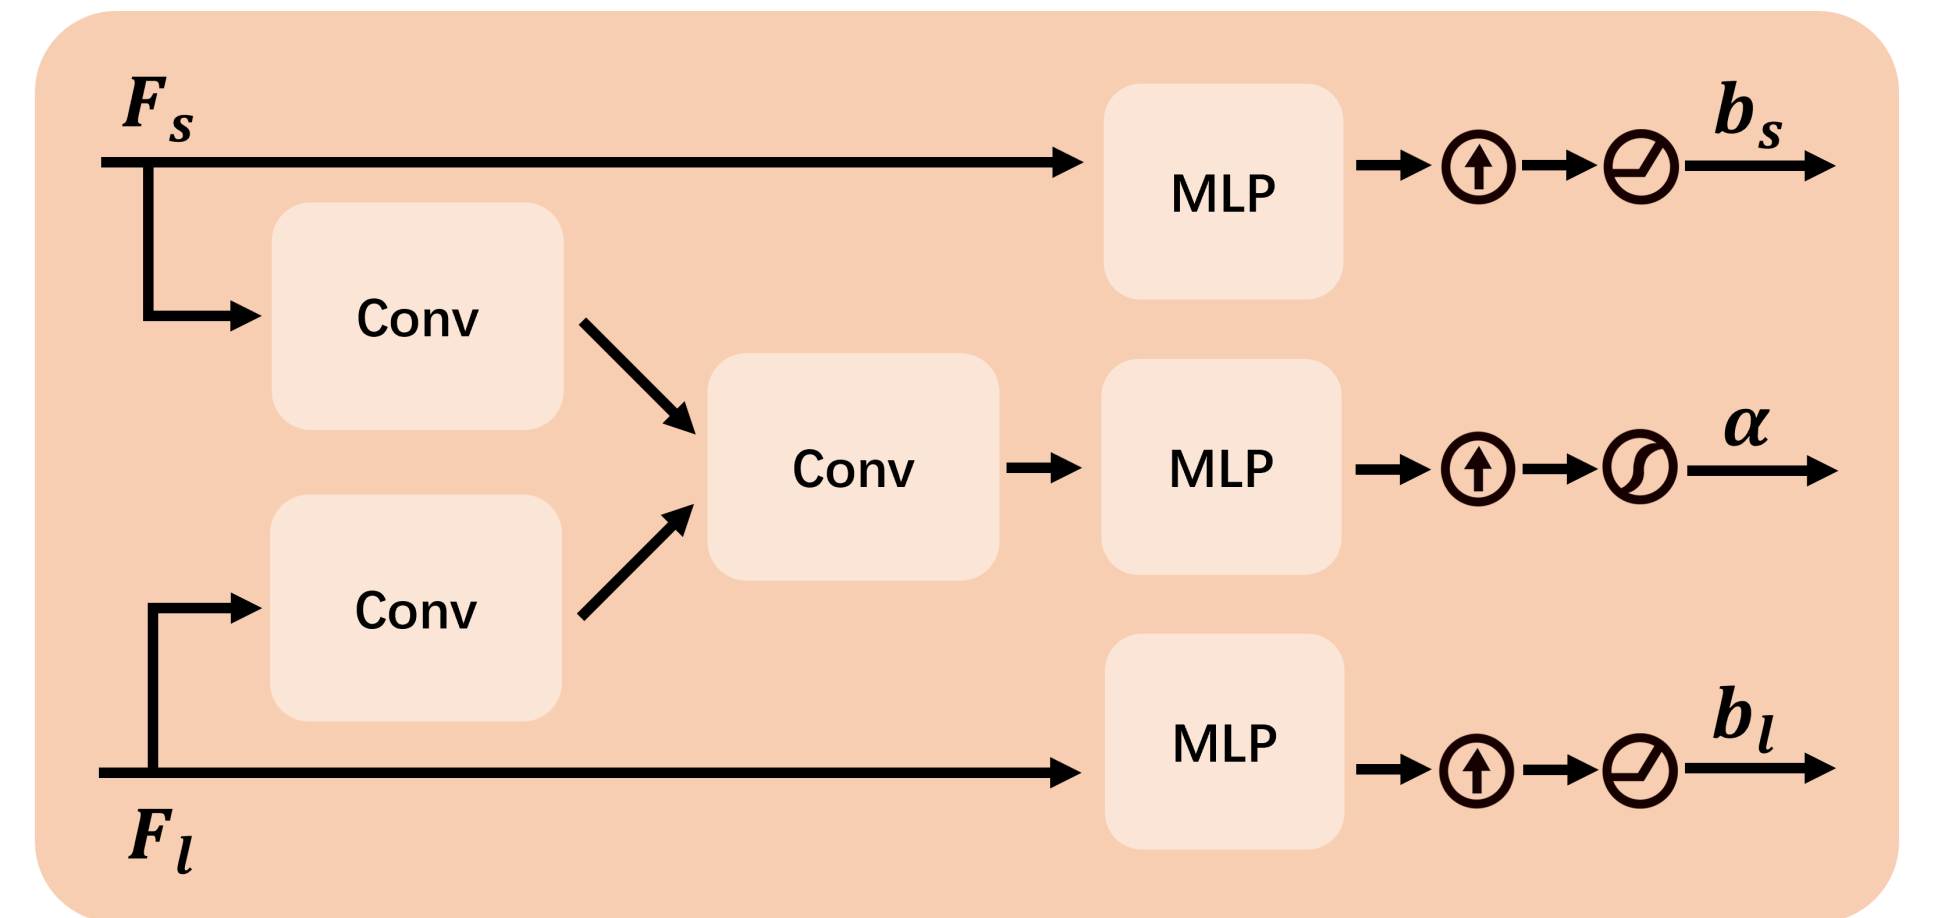 F_s
b_s
MLP
Conv
Conv
MLP
α
Conv
MLP
b_l
F_l